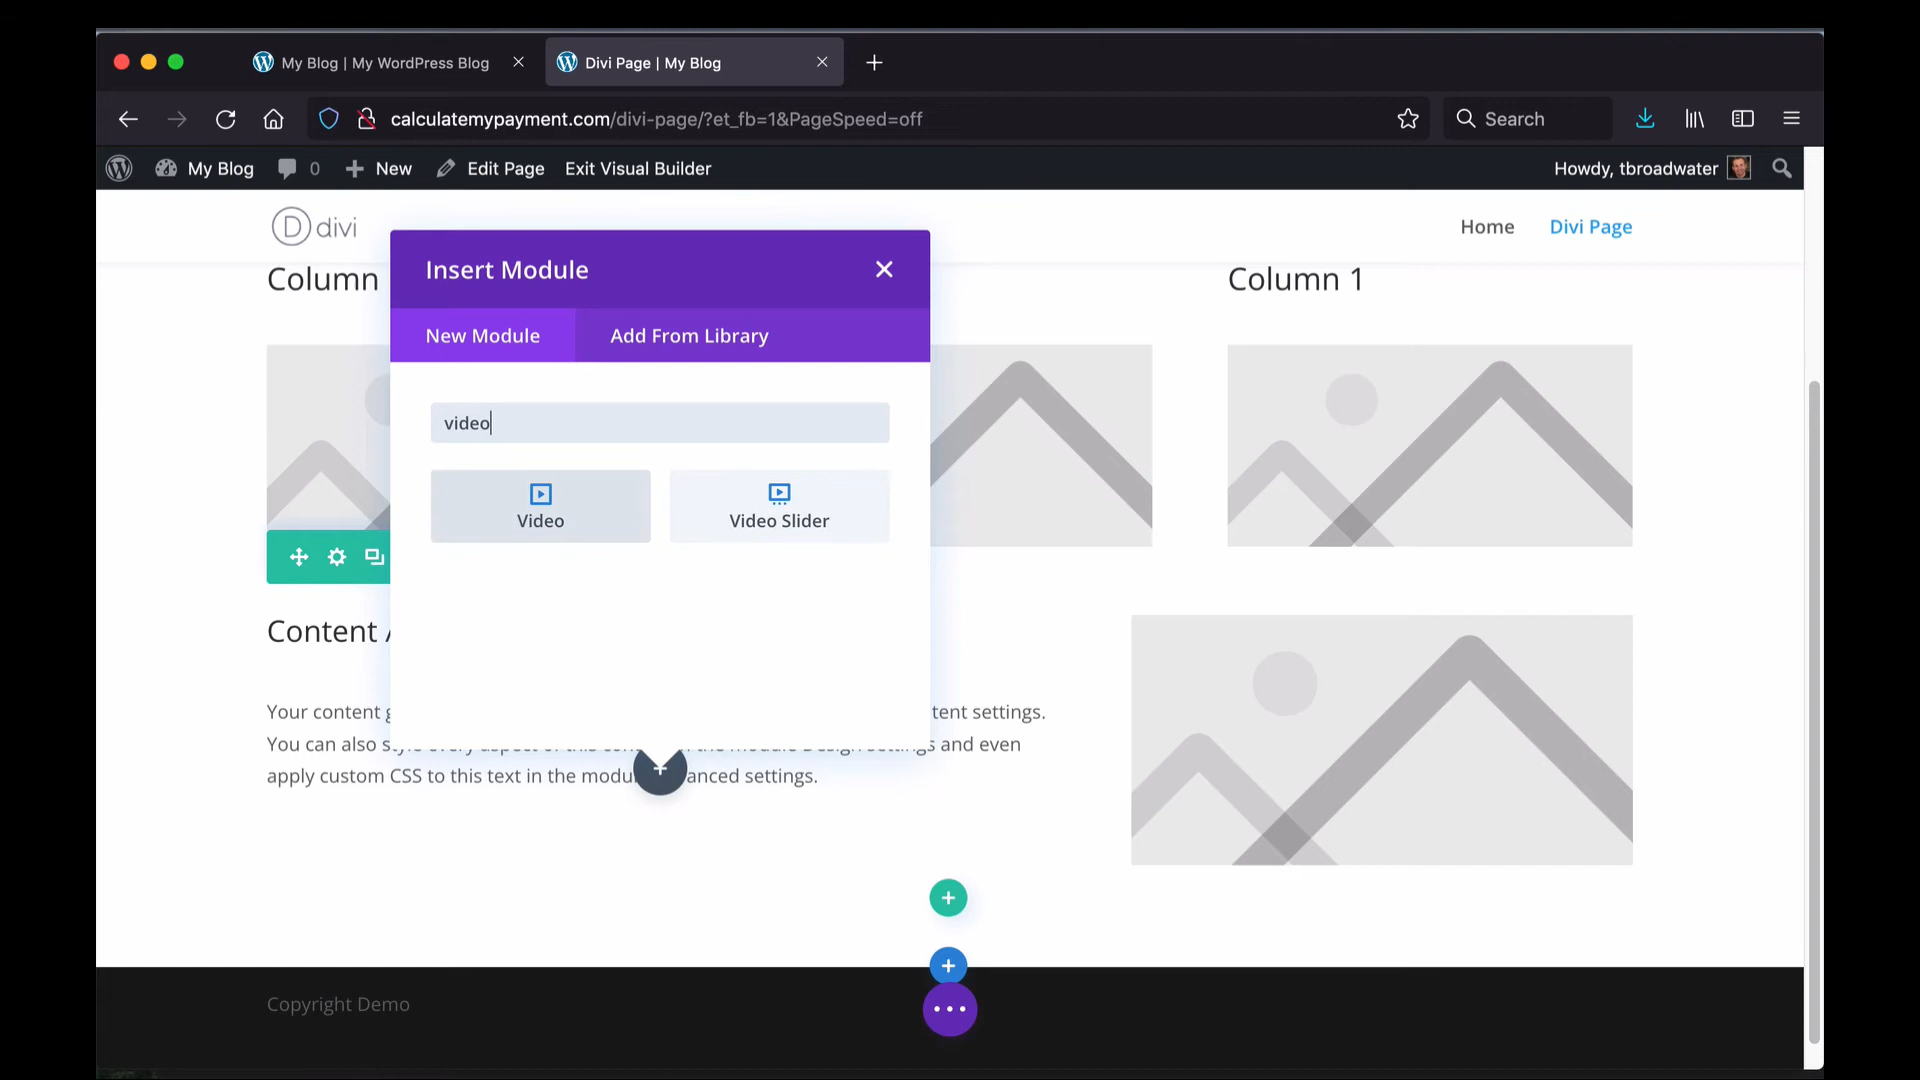 My Blog | My WordPress Blog
Divi Page | My Blog
calculatemypayment.com/divi-page/?et_fb=1&PageSpeed=off
Search
My Blog
0
New
Edit Page
Exit Visual Builder
Howdy, tbroadwater
D divi
Home
Divi Page
Column
Column 1
Insert Module
New Module
Add From Library
video
Video
Video Slider
Content
Your content
tent settings.
You can also
and even
apply custom CSS to this text in the modu
anced settings.
Copyright Demo